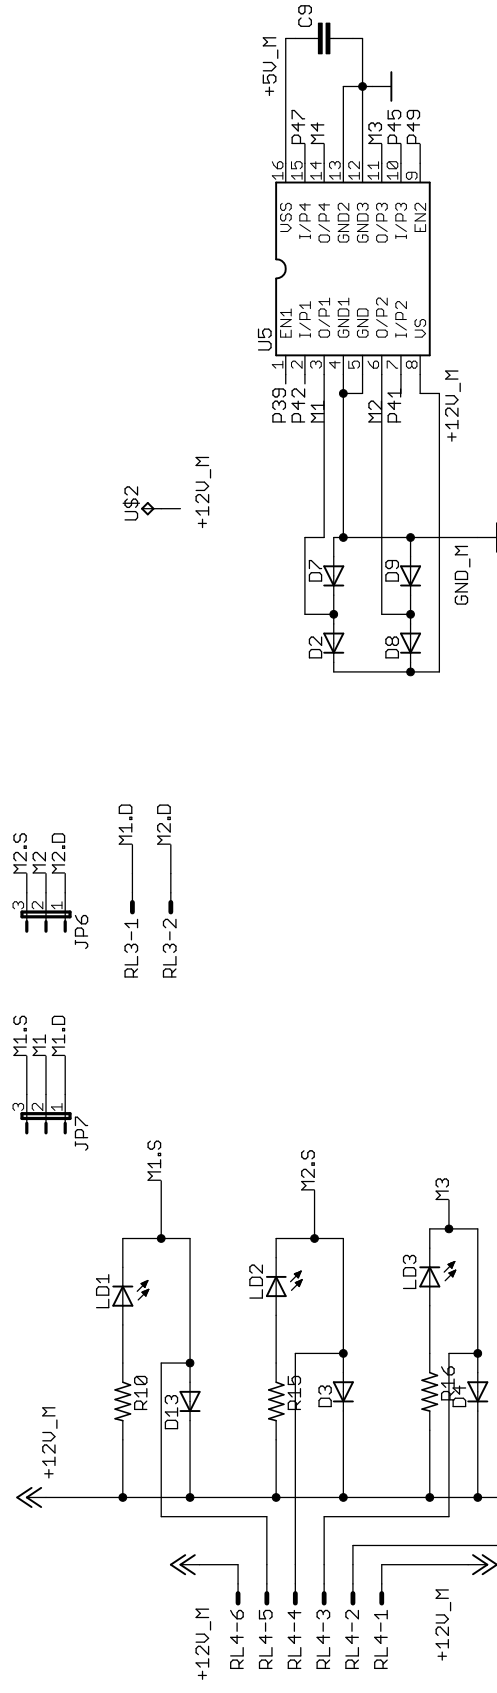 C9
+5V_M
P47
M4
M3
P45
P49
16
15
14
13
12
11
10
9
VSS
I/P4
O/P4
GND2
GND3
O/P3
I/P3
EN2
U5
EN1
I/P1
O/P1
GND1
GND
O/P2
I/P2
VS
1
2
3
4
5
6
7
8
P39
P42
M1
M2
P41
+12V_M
U$2
+12V_M
D7
D9
D2
D8
GND_M
M2.S
M2
M2.D
3
2
1
JP6
M1.D
M2.D
RL3-1
RL3-2
M1.S
M1
M1.D
3
2
1
JP7
M1.S
M2.S
M3
LD1
LD2
LD3
R10
D13
R15
D3
R16
D4
+12V_M
+12V_M
RL4-6
RL4-5
RL4-4
RL4-3
RL4-2
RL4-1
+12V_M